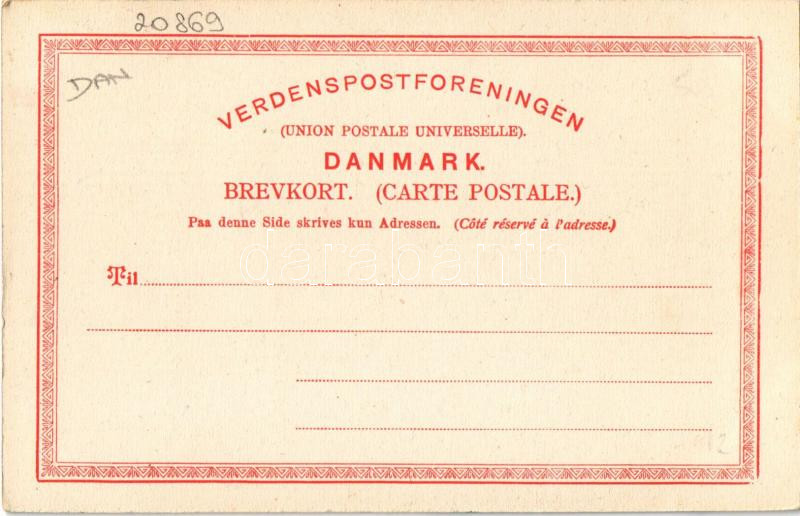 20869
DAN
VERDENSPOSTFORENINGEN
(UNION POSTALE UNIVERSELLE).
DANMARK.
BREVKORT. (CARTE POSTALE.)
Paa denne Side skrives kun Adressen. (Côté réservé à l'adresse.)
darabanth
Til